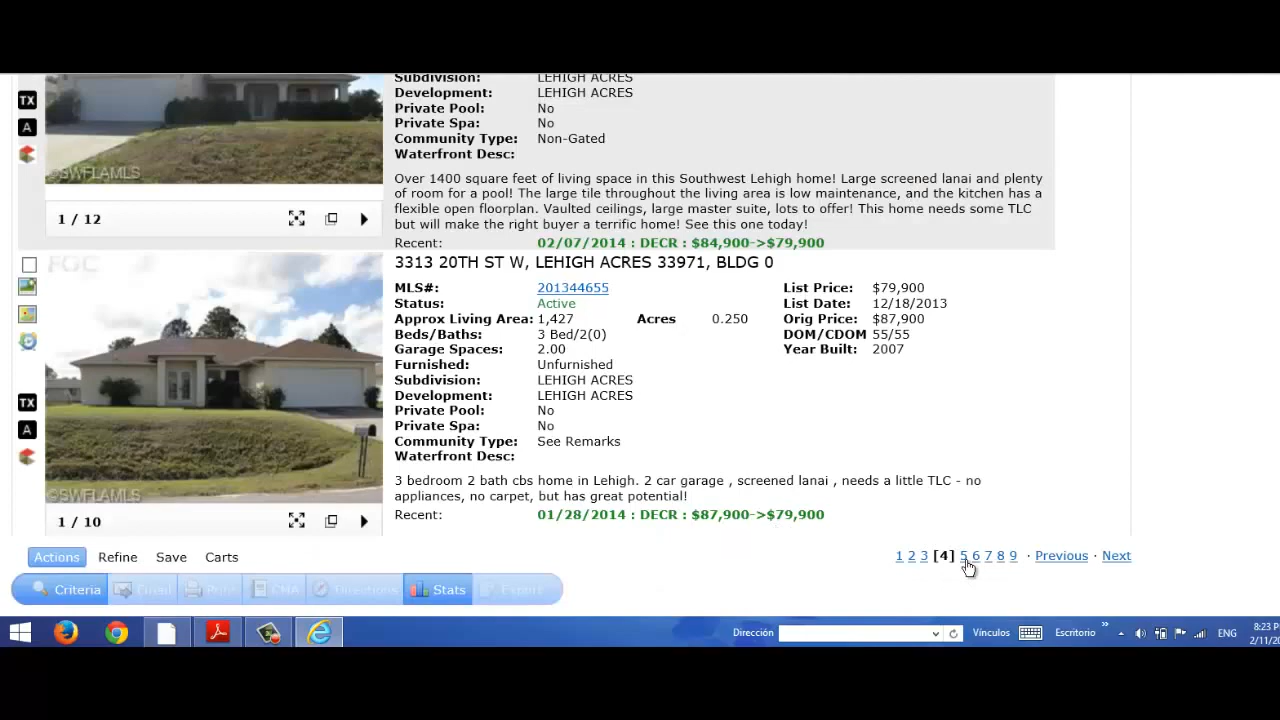 Subdivision: LEHIGH ACRES
Development: LEHIGH ACRES
Private Pool: No
Private Spa: No
Community Type: Non-Gated
Waterfront Desc:
TX
A
©SWFLAMLS
1 / 12
Over 1400 square feet of living space in this Southwest Lehigh home! Large screened lanai and plenty
of room for a pool! The large tile throughout the living area is low maintenance, and the kitchen has a
flexible open floorplan. Vaulted ceilings, large master suite, lots to offer! This home needs some TLC
but will make the right buyer a terrific home! See this one today!
Recent: 02/07/2014 : DECR : $84,900->$79,900
3313 20TH ST W, LEHIGH ACRES 33971, BLDG 0
FGC
MLS#: 201344655 List Price: $79,900
Status: Active List Date: 12/18/2013
Approx Living Area: 1,427 Acres 0.250 Orig Price: $87,900
Beds/Baths: 3 Bed/2(0) DOM/CDOM 55/55
Garage Spaces: 2.00 Year Built: 2007
Furnished: Unfurnished
Subdivision: LEHIGH ACRES
Development: LEHIGH ACRES
Private Pool: No
Private Spa: No
Community Type: See Remarks
Waterfront Desc:
TX
A
©SWFLAMLS
1 / 10
3 bedroom 2 bath cbs home in Lehigh. 2 car garage , screened lanai , needs a little TLC - no
appliances, no carpet, but has great potential!
Recent: 01/28/2014 : DECR : $87,900->$79,900
Actions Refine Save Carts
1 2 3 [4] 5 6 7 8 9 · Previous · Next
Criteria Email Print CMA Directions Stats Export
Dirección Vínculos Escritorio » ENG 8:23 P
2/11/20